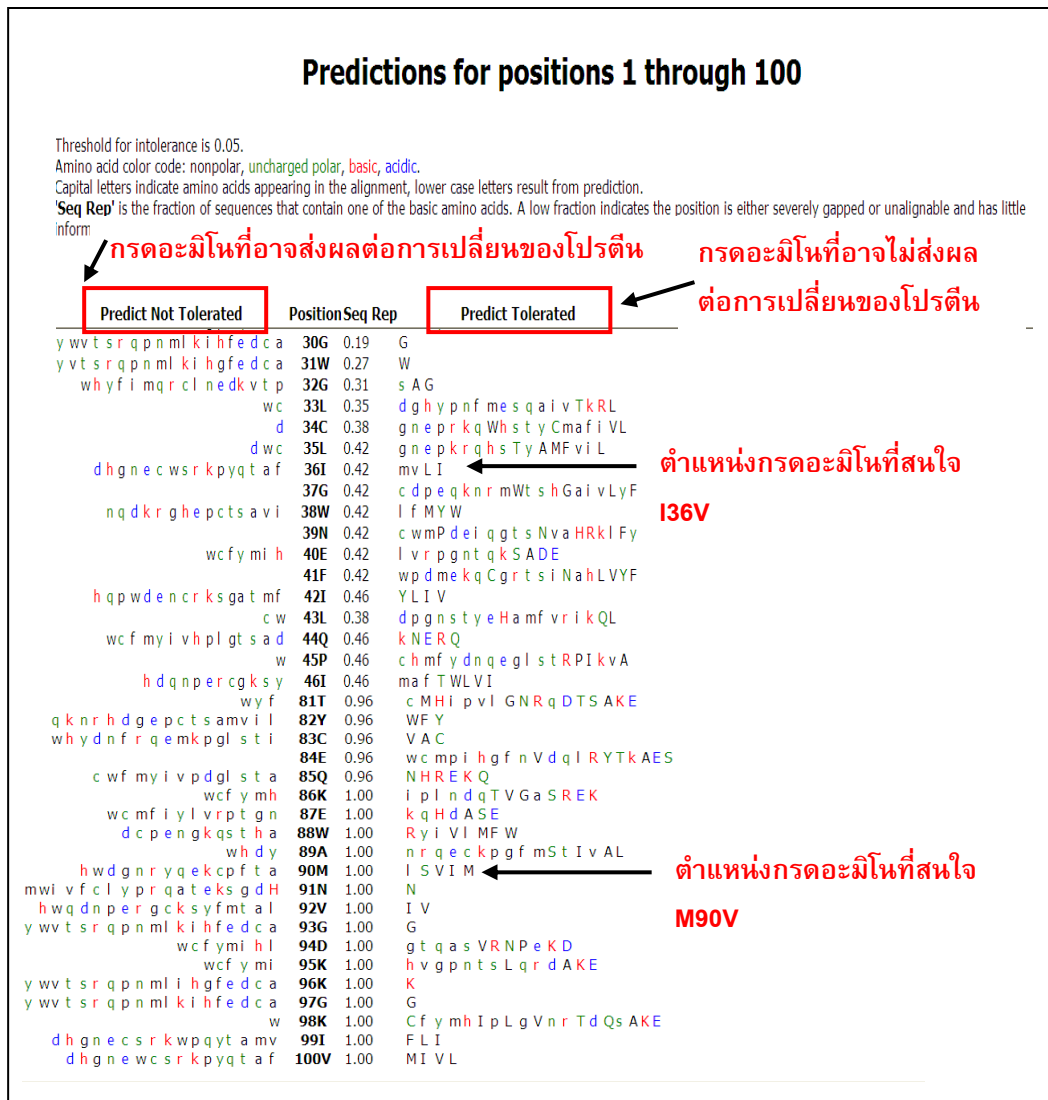 Predictions for positions 1 through 100
Threshold for intolerance is 0.05.
Amino acid color code: nonpolar, uncharged polar, basic, acidic.
Capital letters indicate amino acids appearing in the alignment, lower case letters result from prediction.
'Seq Rep' is the fraction of sequences that contain one of the basic amino acids. A low fraction indicates the position is either severely gapped or unalignable and has little
inform
กรดอะมิโนที่อาจส่งผลต่อการเปลี่ยนของโปรตีน
กรดอะมิโนที่อาจไม่ส่งผล
ต่อการเปลี่ยนของโปรตีน
Predict Not Tolerated Position Seq Rep Predict Tolerated
y w v t s r q p n m l k i h f e d c a 30G 0.19 G
y v t s r q p n m l k i h g f e d c a 31W 0.27 W
w h y f i m q r c l n e d k v t p 32G 0.31 s A G
w c 33L 0.35 d g h y p n f m e s q a i v T k R L
d 34C 0.38 g n e p r k q W h s t y C m a f i V L
d w c 35L 0.42 g n e p k r q h s T y A M F v i L
d h g n e c w s r k p y q t a f 36I 0.42 m v L I
ตำแหน่งกรดอะมิโนที่สนใจ
I36V
37G 0.42 c d p e q k n r m W t s h G a i v L y F
n q d k r g h e p c t s a v i 38W 0.42 l f M Y W
39N 0.42 c w m P d e i q g t s N v a H R k l F y
w c f y m i h 40E 0.42 l v r p g n t q k S A D E
41F 0.42 w p d m e k q C g r t s i N a h L V Y F
h q p w d e n c r k s g a t m f 42I 0.46 Y L I V
c w 43L 0.38 d p g n s t y e H a m f v r i k Q L
w c f m y i v h p l g t s a d 44Q 0.46 k N E R Q
w 45P 0.46 c h m f y d n q e g l s t R P I k v A
h d q n p e r c g k s y 46I 0.46 m a f T W L V I
w y f 81T 0.96 c M H i p v l G N R q D T S A K E
q k n r h d g e p c t s a m v i l 82Y 0.96 W F Y
w h y d n f r q e m k p g l s t i 83C 0.96 V A C
84E 0.96 w c m p i h g f n V d q l R Y T k A E S
c w f m y i v p d g l s t a 85Q 0.96 N H R E K Q
w c f y m h 86K 1.00 i p l n d q T V G a S R E K
w c m f i y l v r p t g n 87E 1.00 k q H d A S E
d c p e n g k q s t h a 88W 1.00 R y i V l M F W
w h d y 89A 1.00 n r q e c k p g f m S t I v A L
h w d g n r y q e k c p f t a 90M 1.00 l S V I M
ตำแหน่งกรดอะมิโนที่สนใจ
M90V
m w i v f c l y p r q a t e k s g d H 91N 1.00 N
h w q d n p e r g c k s y f m t a l 92V 1.00 I V
y w v t s r q p n m l k i h f e d c a 93G 1.00 G
w c f y m i h l 94D 1.00 g t q a s V R N P e K D
w c f y m i 95K 1.00 h v g p n t s L q r d A K E
y w v t s r q p n m l i h g f e d c a 96K 1.00 K
y w v t s r q p n m l k i h f e d c a 97G 1.00 G
w 98K 1.00 C f y m h I p L g V n r T d Q s A K E
d h g n e c s r k w p q y t a m v 99I 1.00 F L I
d h g n e w c s r k p y q t a f 100V 1.00 M I V L